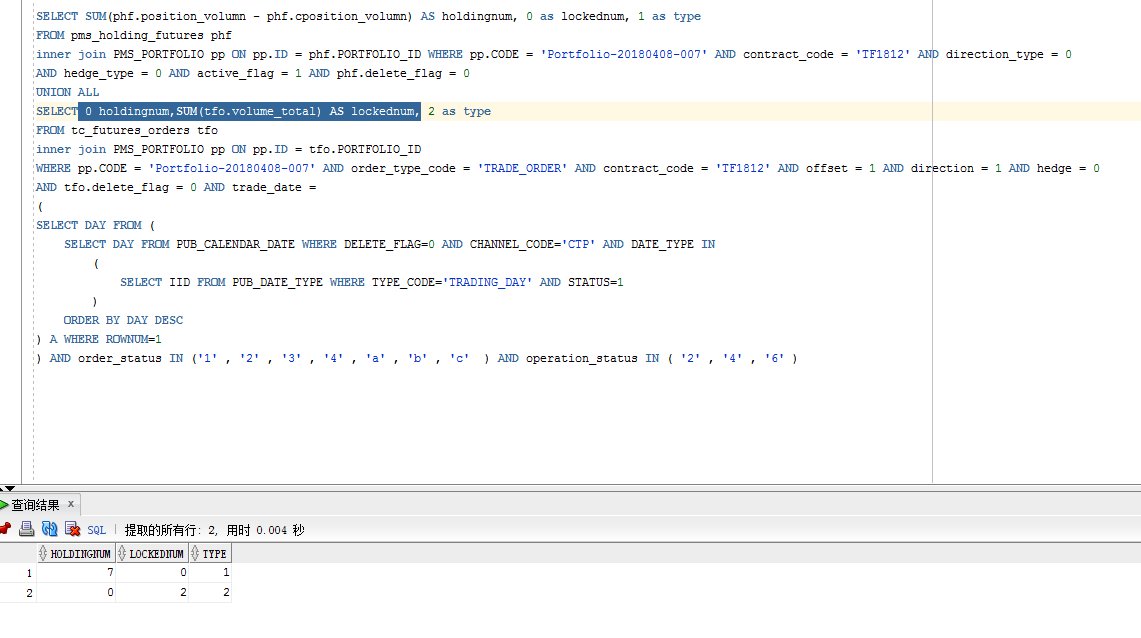 SELECT SUM(phf.position_volumn - phf.cposition_volumn) AS holdingnum, 0 as lockednum, 1 as type
FROM pms_holding_futures phf
inner join PMS_PORTFOLIO pp ON pp.ID = phf.PORTFOLIO_ID WHERE pp.CODE = 'Portfolio-20180408-007' AND contract_code = 'TF1812' AND direction_type = 0
AND hedge_type = 0 AND active_flag = 1 AND phf.delete_flag = 0
UNION ALL
SELECT 0 holdingnum,SUM(tfo.volume_total) AS lockednum, 2 as type
FROM tc_futures_orders tfo
inner join PMS_PORTFOLIO pp ON pp.ID = tfo.PORTFOLIO_ID
WHERE pp.CODE = 'Portfolio-20180408-007' AND order_type_code = 'TRADE_ORDER' AND contract_code = 'TF1812' AND offset = 1 AND direction = 1 AND hedge = 0
AND tfo.delete_flag = 0 AND trade_date =
(
SELECT DAY FROM (
SELECT DAY FROM PUB_CALENDAR_DATE WHERE DELETE_FLAG=0 AND CHANNEL_CODE='CTP' AND DATE_TYPE IN
(
SELECT IID FROM PUB_DATE_TYPE WHERE TYPE_CODE='TRADING_DAY' AND STATUS=1
)
ORDER BY DAY DESC
) A WHERE ROWNUM=1
) AND order_status IN ('1' , '2' , '3' , '4' , 'a' , 'b' , 'c' ) AND operation_status IN ( '2' , '4' , '6' )
查询结果 x
SQL | 提取的所有行: 2, 用时 0.004 秒
HOLDINGNUM LOCKEDNUM TYPE
1 7 0 1
2 0 2 2